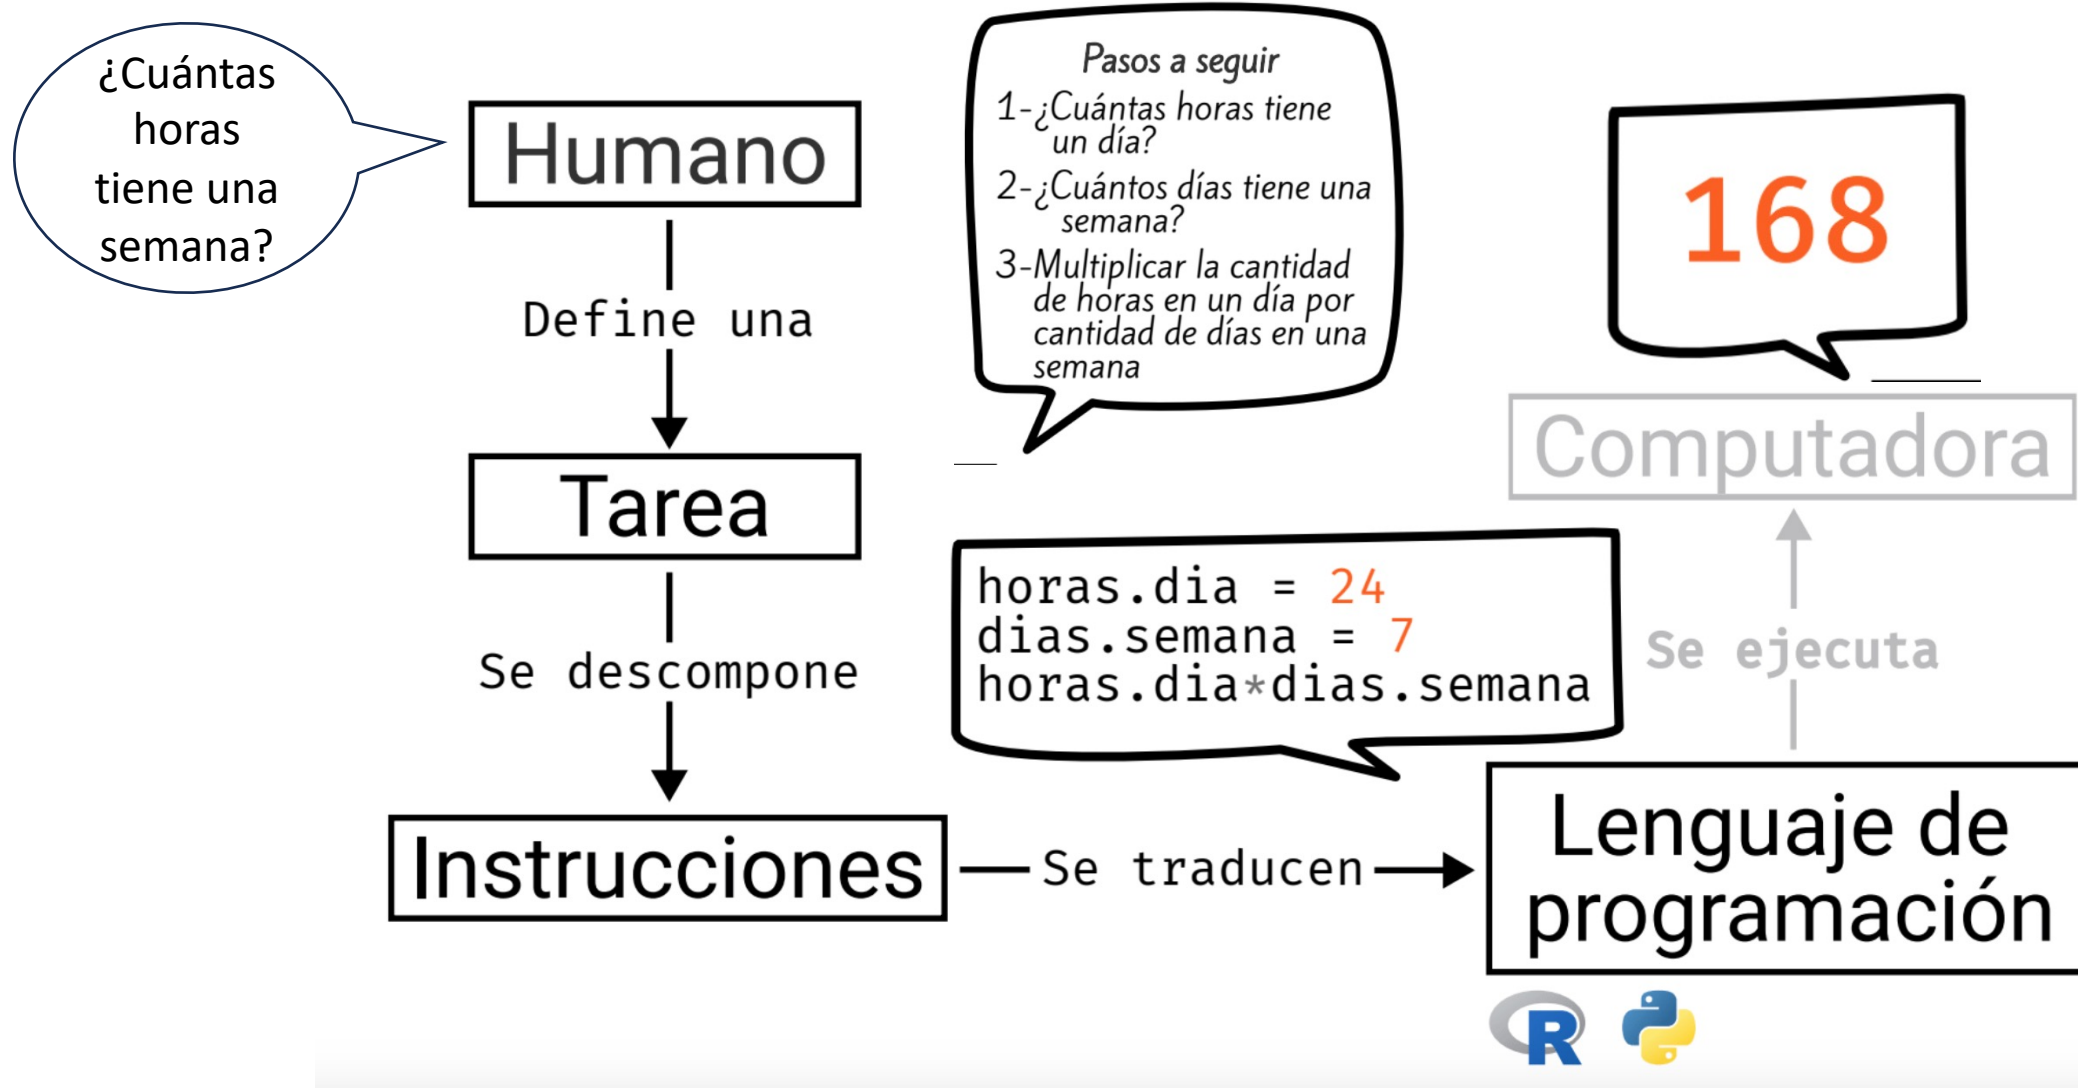 ¿Cuántas
horas
tiene una
semana?
Humano
Define una
Tarea
Se descompone
Instrucciones
Se traducen
Pasos a seguir
1-¿Cuántas horas tiene
un día?
2-¿Cuántos días tiene una
semana?
3-Multiplicar la cantidad
de horas en un día por
cantidad de días en una
semana
horas.dia = 24
dias.semana = 7
horas.dia*dias.semana
Lenguaje de
programación
R
Se ejecuta
Computadora
168